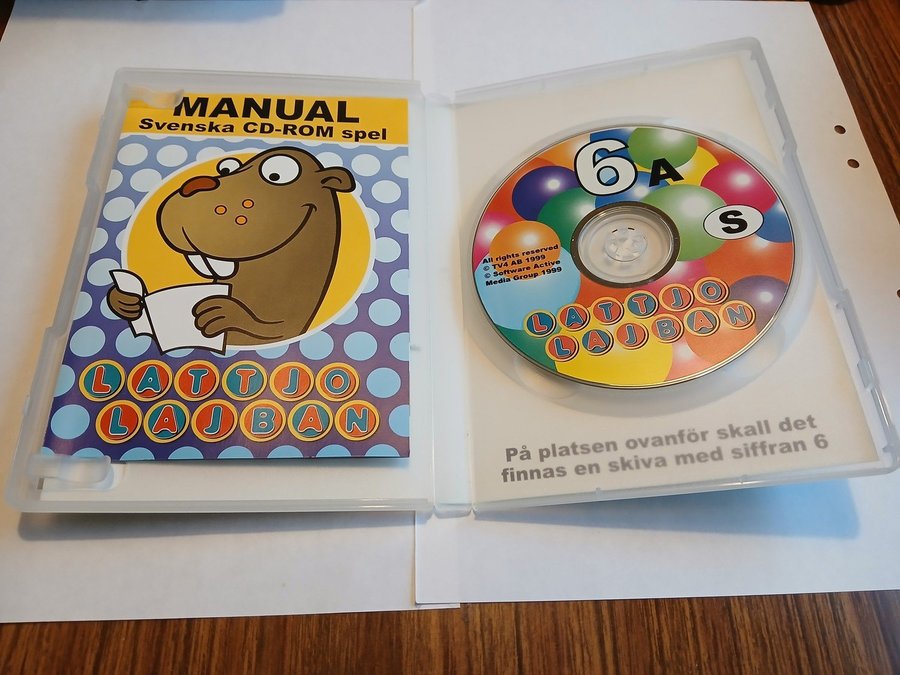 MANUAL
Svenska CD-ROM spel
LATTJO
LAJBAN
6
A
S
All rights reserved
© TV4 AB 1999
© Software Active
Media Group 1999
LATTJO
LAJBAN
På platsen ovanför skall det
finnas en skiva med siffran 6